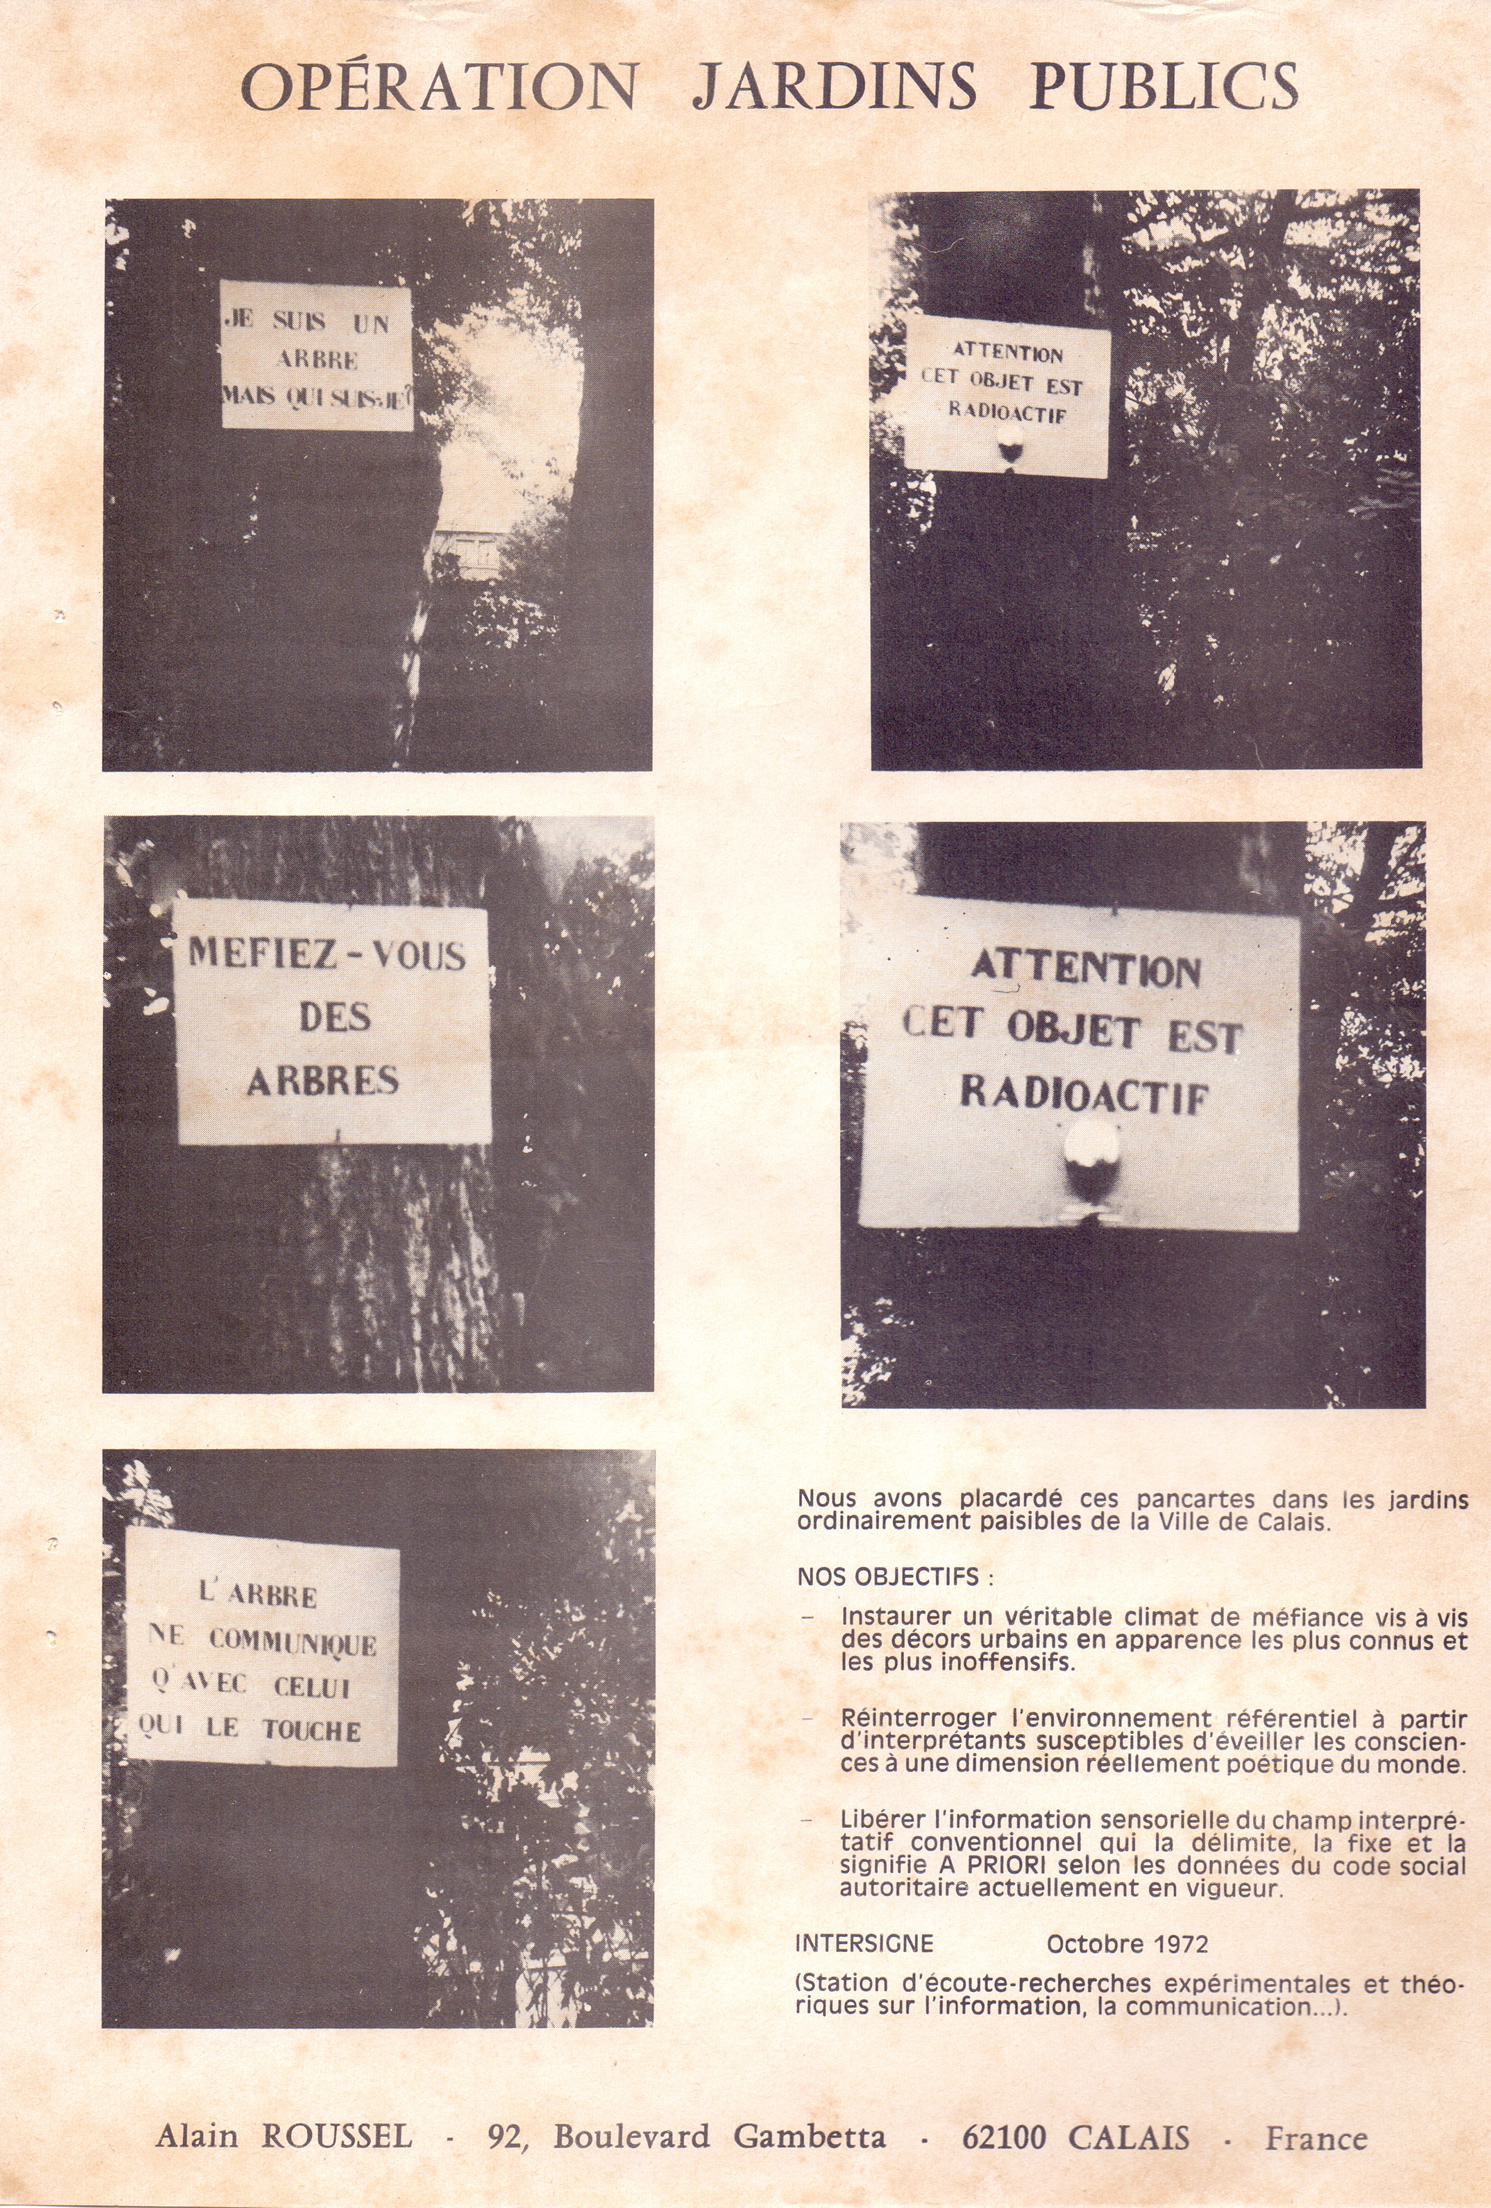 OPÉRATION JARDINS PUBLICS
JE SUIS UN
ARBRE
MAIS QUI SUIS-JE?
ATTENTION
CET OBJET EST
RADIOACTIF
MEFIEZ-VOUS
DES
ARBRES
ATTENTION
CET OBJET EST
RADIOACTIF
L'ARBRE
NE COMMUNIQUE
Q'AVEC CELUI
QUI LE TOUCHE
Nous avons placardé ces pancartes dans les jardins
ordinairement paisibles de la Ville de Calais.
NOS OBJECTIFS :
– Instaurer un véritable climat de méfiance vis à vis
des décors urbains en apparence les plus connus et
les plus inoffensifs.
– Réinterroger l'environnement référentiel à partir
d'interprétants susceptibles d'éveiller les conscien-
ces à une dimension réellement poétique du monde.
– Libérer l'information sensorielle du champ interpré-
tatif conventionnel qui la délimite, la fixe et la
signifie A PRIORI selon les données du code social
autoritaire actuellement en vigueur.
INTERSIGNE Octobre 1972
(Station d'écoute-recherches expérimentales et théo-
riques sur l'information, la communication...).
Alain ROUSSEL - 92, Boulevard Gambetta - 62100 CALAIS - France